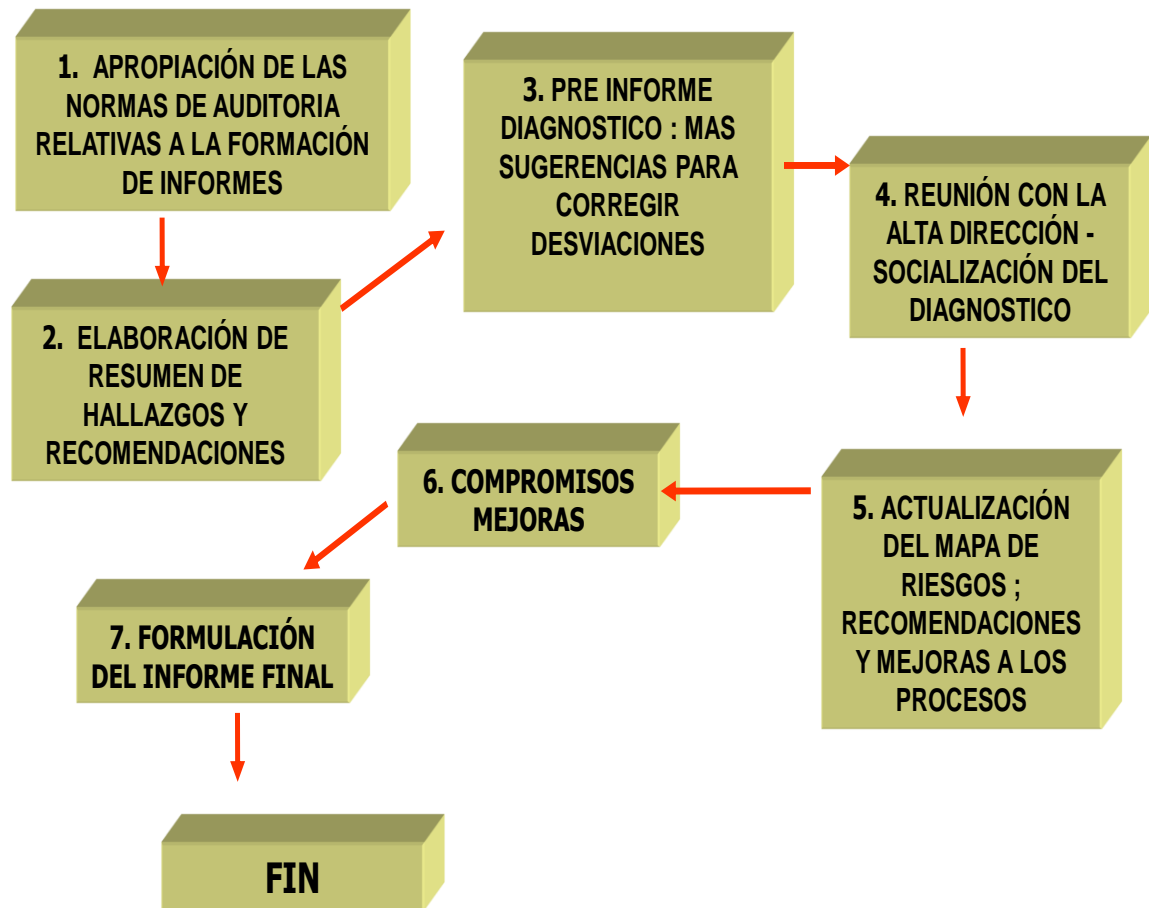 1. APROPIACIÓN DE LAS
NORMAS DE AUDITORIA
RELATIVAS A LA FORMACIÓN
DE INFORMES
2. ELABORACIÓN DE
RESUMEN DE
HALLAZGOS Y
RECOMENDACIONES
3. PRE INFORME
DIAGNOSTICO : MAS
SUGERENCIAS PARA
CORREGIR
DESVIACIONES
4. REUNIÓN CON LA
ALTA DIRECCIÓN -
SOCIALIZACIÓN DEL
DIAGNOSTICO
5. ACTUALIZACIÓN
DEL MAPA DE
RIESGOS ;
RECOMENDACIONES
Y MEJORAS A LOS
PROCESOS
6. COMPROMISOS
MEJORAS
7. FORMULACIÓN
DEL INFORME FINAL
FIN